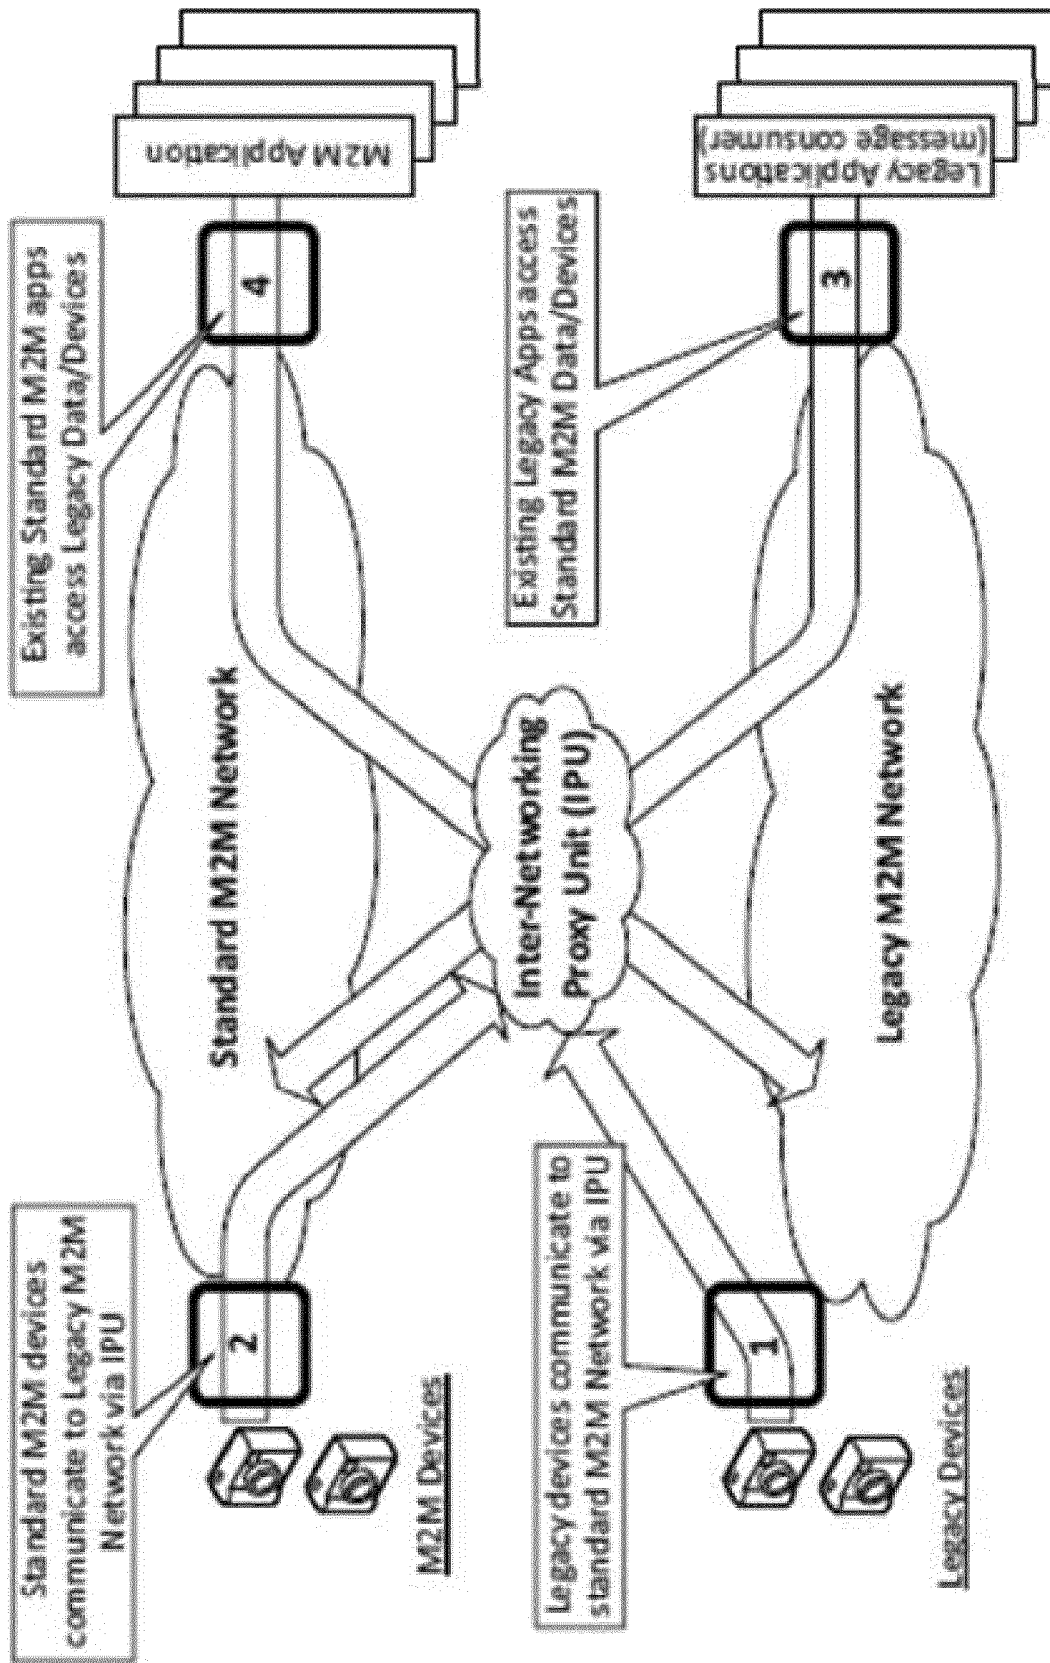 Standard M2M devices
communicate to Legacy M2M
Network via IPU
Existing Standard M2M apps
access Legacy Data/Devices
2
4
M2M Application
M2M Devices
Standard M2M Network
Inter-Networking
Proxy Unit (IPU)
Legacy devices communicate to
standard M2M Network via IPU
Existing Legacy Apps access
Standard M2M Data/Devices
1
3
Legacy Applications
(message consumer)
Legacy Devices
Legacy M2M Network